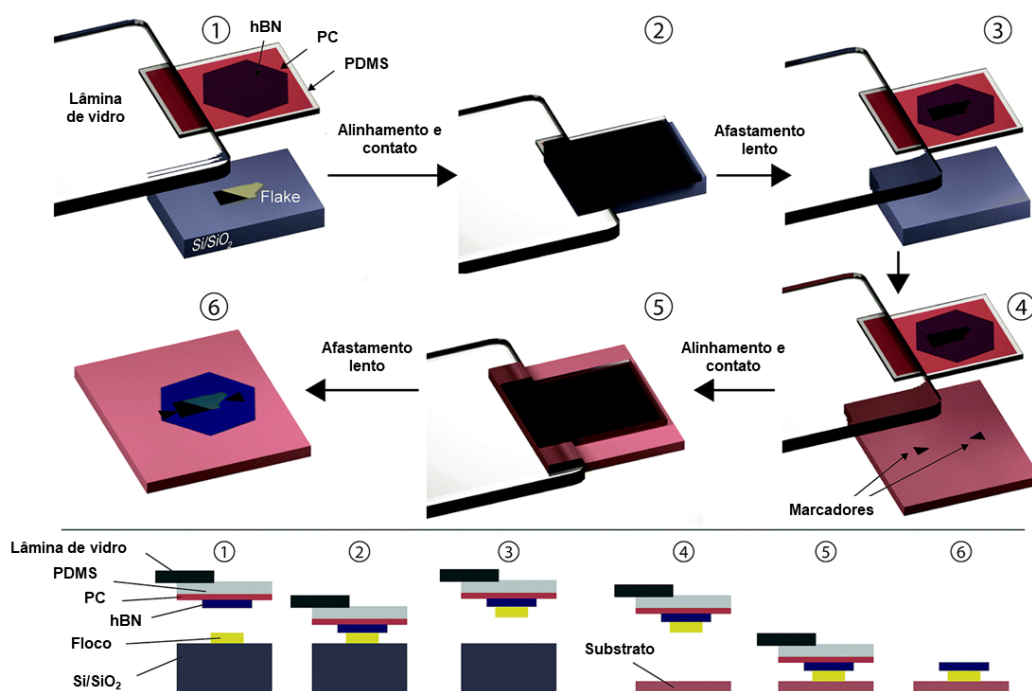 ①
hBN
PC
PDMS
Lâmina
de vidro
Flake
Si/SiO₂
Alinhamento e
contato
②
Afastamento
lento
③
④
Marcadores
Alinhamento e
contato
⑤
Afastamento
lento
⑥
Lâmina de vidro
PDMS
PC
hBN
Floco
Si/SiO₂
①
②
③
④
⑤
⑥
Substrato